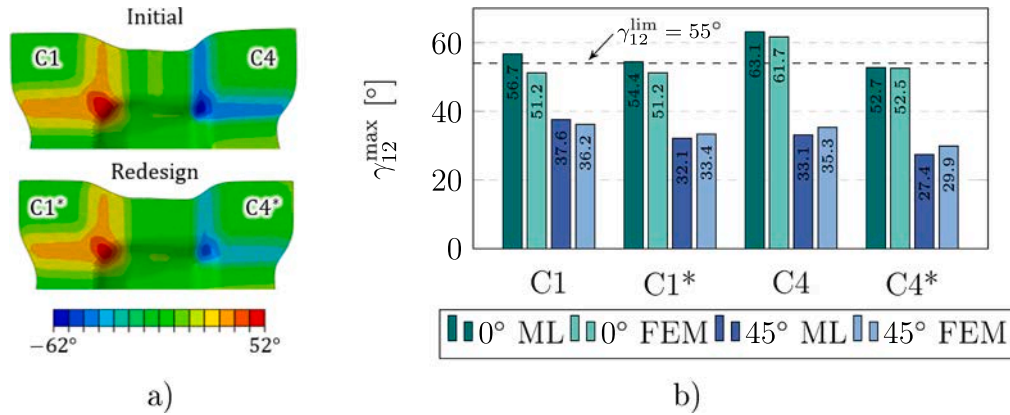 Initial
C1 C4
Redesign
C1* C4*
−62° 52°
a)
γ₁₂ᵐᵃˣ [°]
60
40
20
0
γ₁₂ˡⁱᵐ = 55°
56.7 51.2 37.6 36.2
54.4 51.2 32.1 33.4
63.1 61.7 33.1 35.3
52.7 52.5 27.4 29.9
C1 C1* C4 C4*
0° ML 0° FEM 45° ML 45° FEM
b)